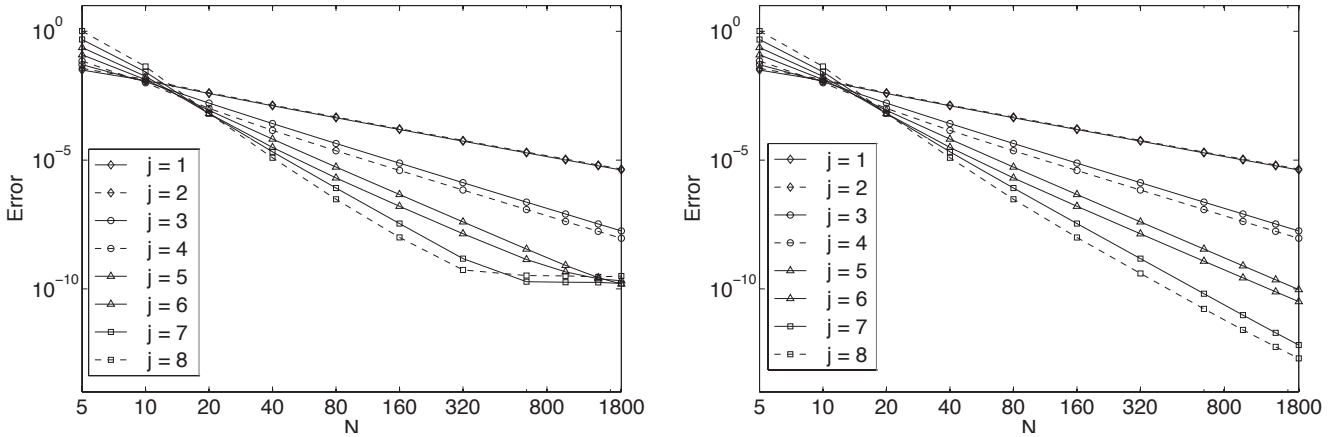 10^0
10^-5
10^-10
Error
j = 1
j = 2
j = 3
j = 4
j = 5
j = 6
j = 7
j = 8
5 10 20 40 80 160 320 800 1800
N
10^0
10^-5
10^-10
Error
j = 1
j = 2
j = 3
j = 4
j = 5
j = 6
j = 7
j = 8
5 10 20 40 80 160 320 800 1800
N